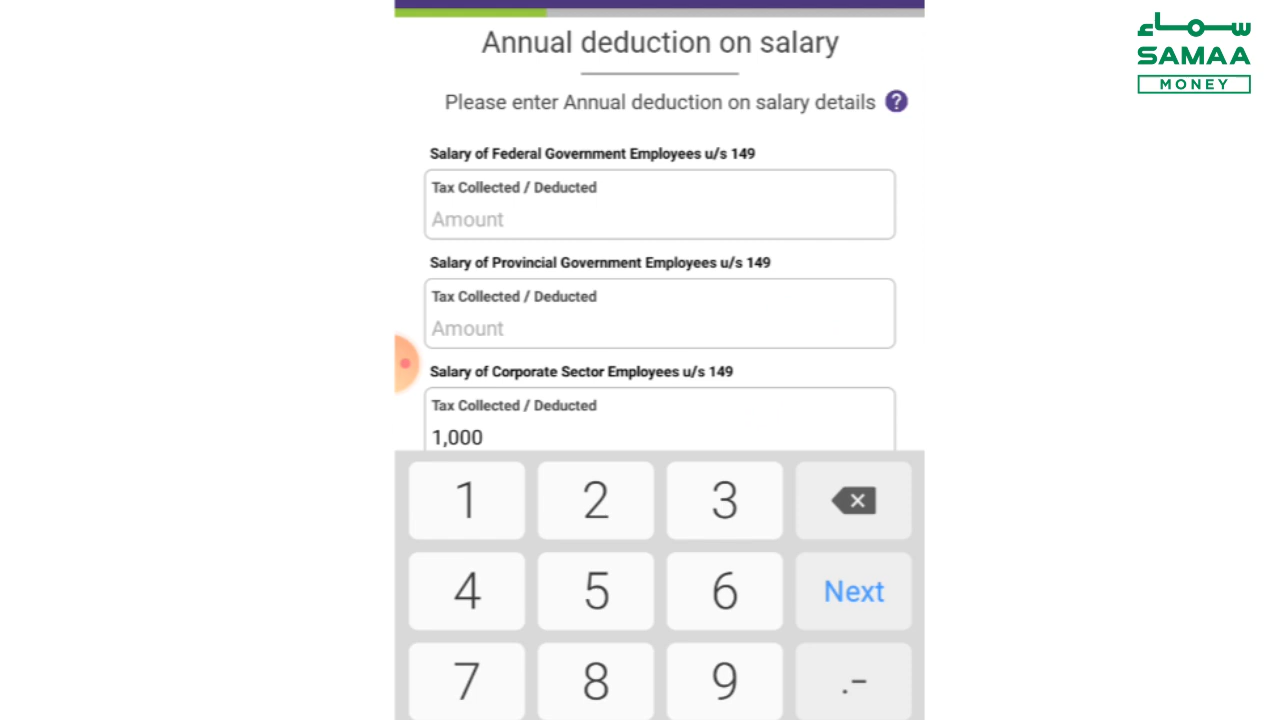 سماء
SAMAA
MONEY
Annual deduction on salary
Please enter Annual deduction on salary details ?
Salary of Federal Government Employees u/s 149
Tax Collected / Deducted
Amount
Salary of Provincial Government Employees u/s 149
Tax Collected / Deducted
Amount
Salary of Corporate Sector Employees u/s 149
Tax Collected / Deducted
1,000
1 2 3
4 5 6 Next
7 8 9 .-